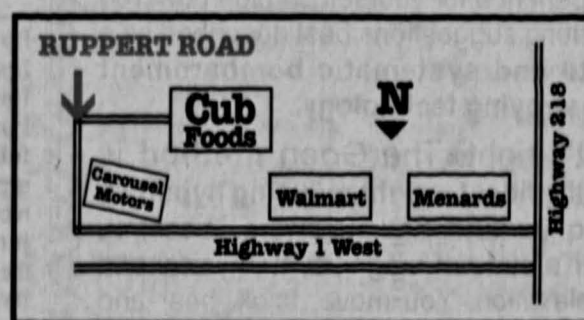 RUPPERT ROAD
Cub
Foods
N
Highway 218
Carousel
Motors
Walmart
Menards
Highway 1 West